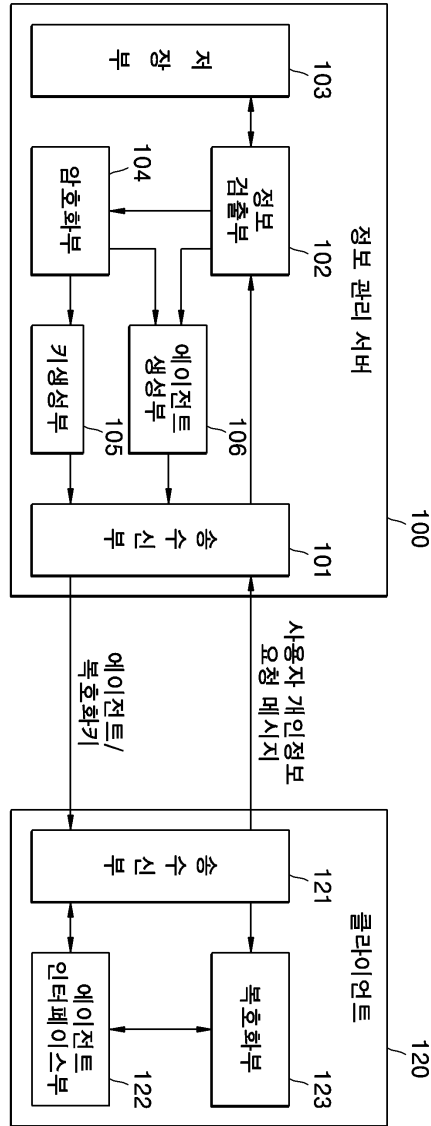 정보 관리 서버
100
저 장
부
103
정보
검출부
102
암호화부
104
에이전트
생성부
106
키생성부
105
송 수 신
부
101
사용자 개인정보
요청 메시지
에이전트/
복호화키
클라이언트
120
송 수 신
부
121
복호화부
123
에이전트
인터페이스부
122